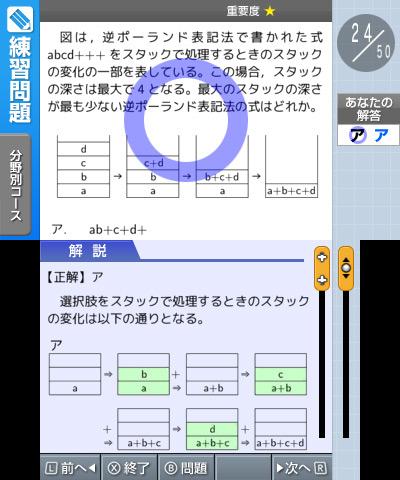 重要度 ★
練習問題
分野別コース
24/50
あなたの
解答
ア ア
図は，逆ポーランド表記法で書かれた式
abcd+++ をスタックで処理するときのスタック
の変化の一部を表している。この場合，スタック
の深さは最大で 4 となる。最大のスタックの深さ
が最も少ない逆ポーランド表記法の式はどれか。
d
c c+d
b → b → b+c+d →
a a a a+b+c+d
ア． ab+c+d+
解 説
【正解】ア
選択肢をスタックで処理するときのスタック
の変化は以下の通りとなる。
ア
b + c
a ⇒ a ⇒ a+b ⇒ a+b
+ d +
⇒ a+b+c ⇒ a+b+c ⇒ a+b+c+d
L 前へ◀ X 終了 B 問題 ▶次へ R